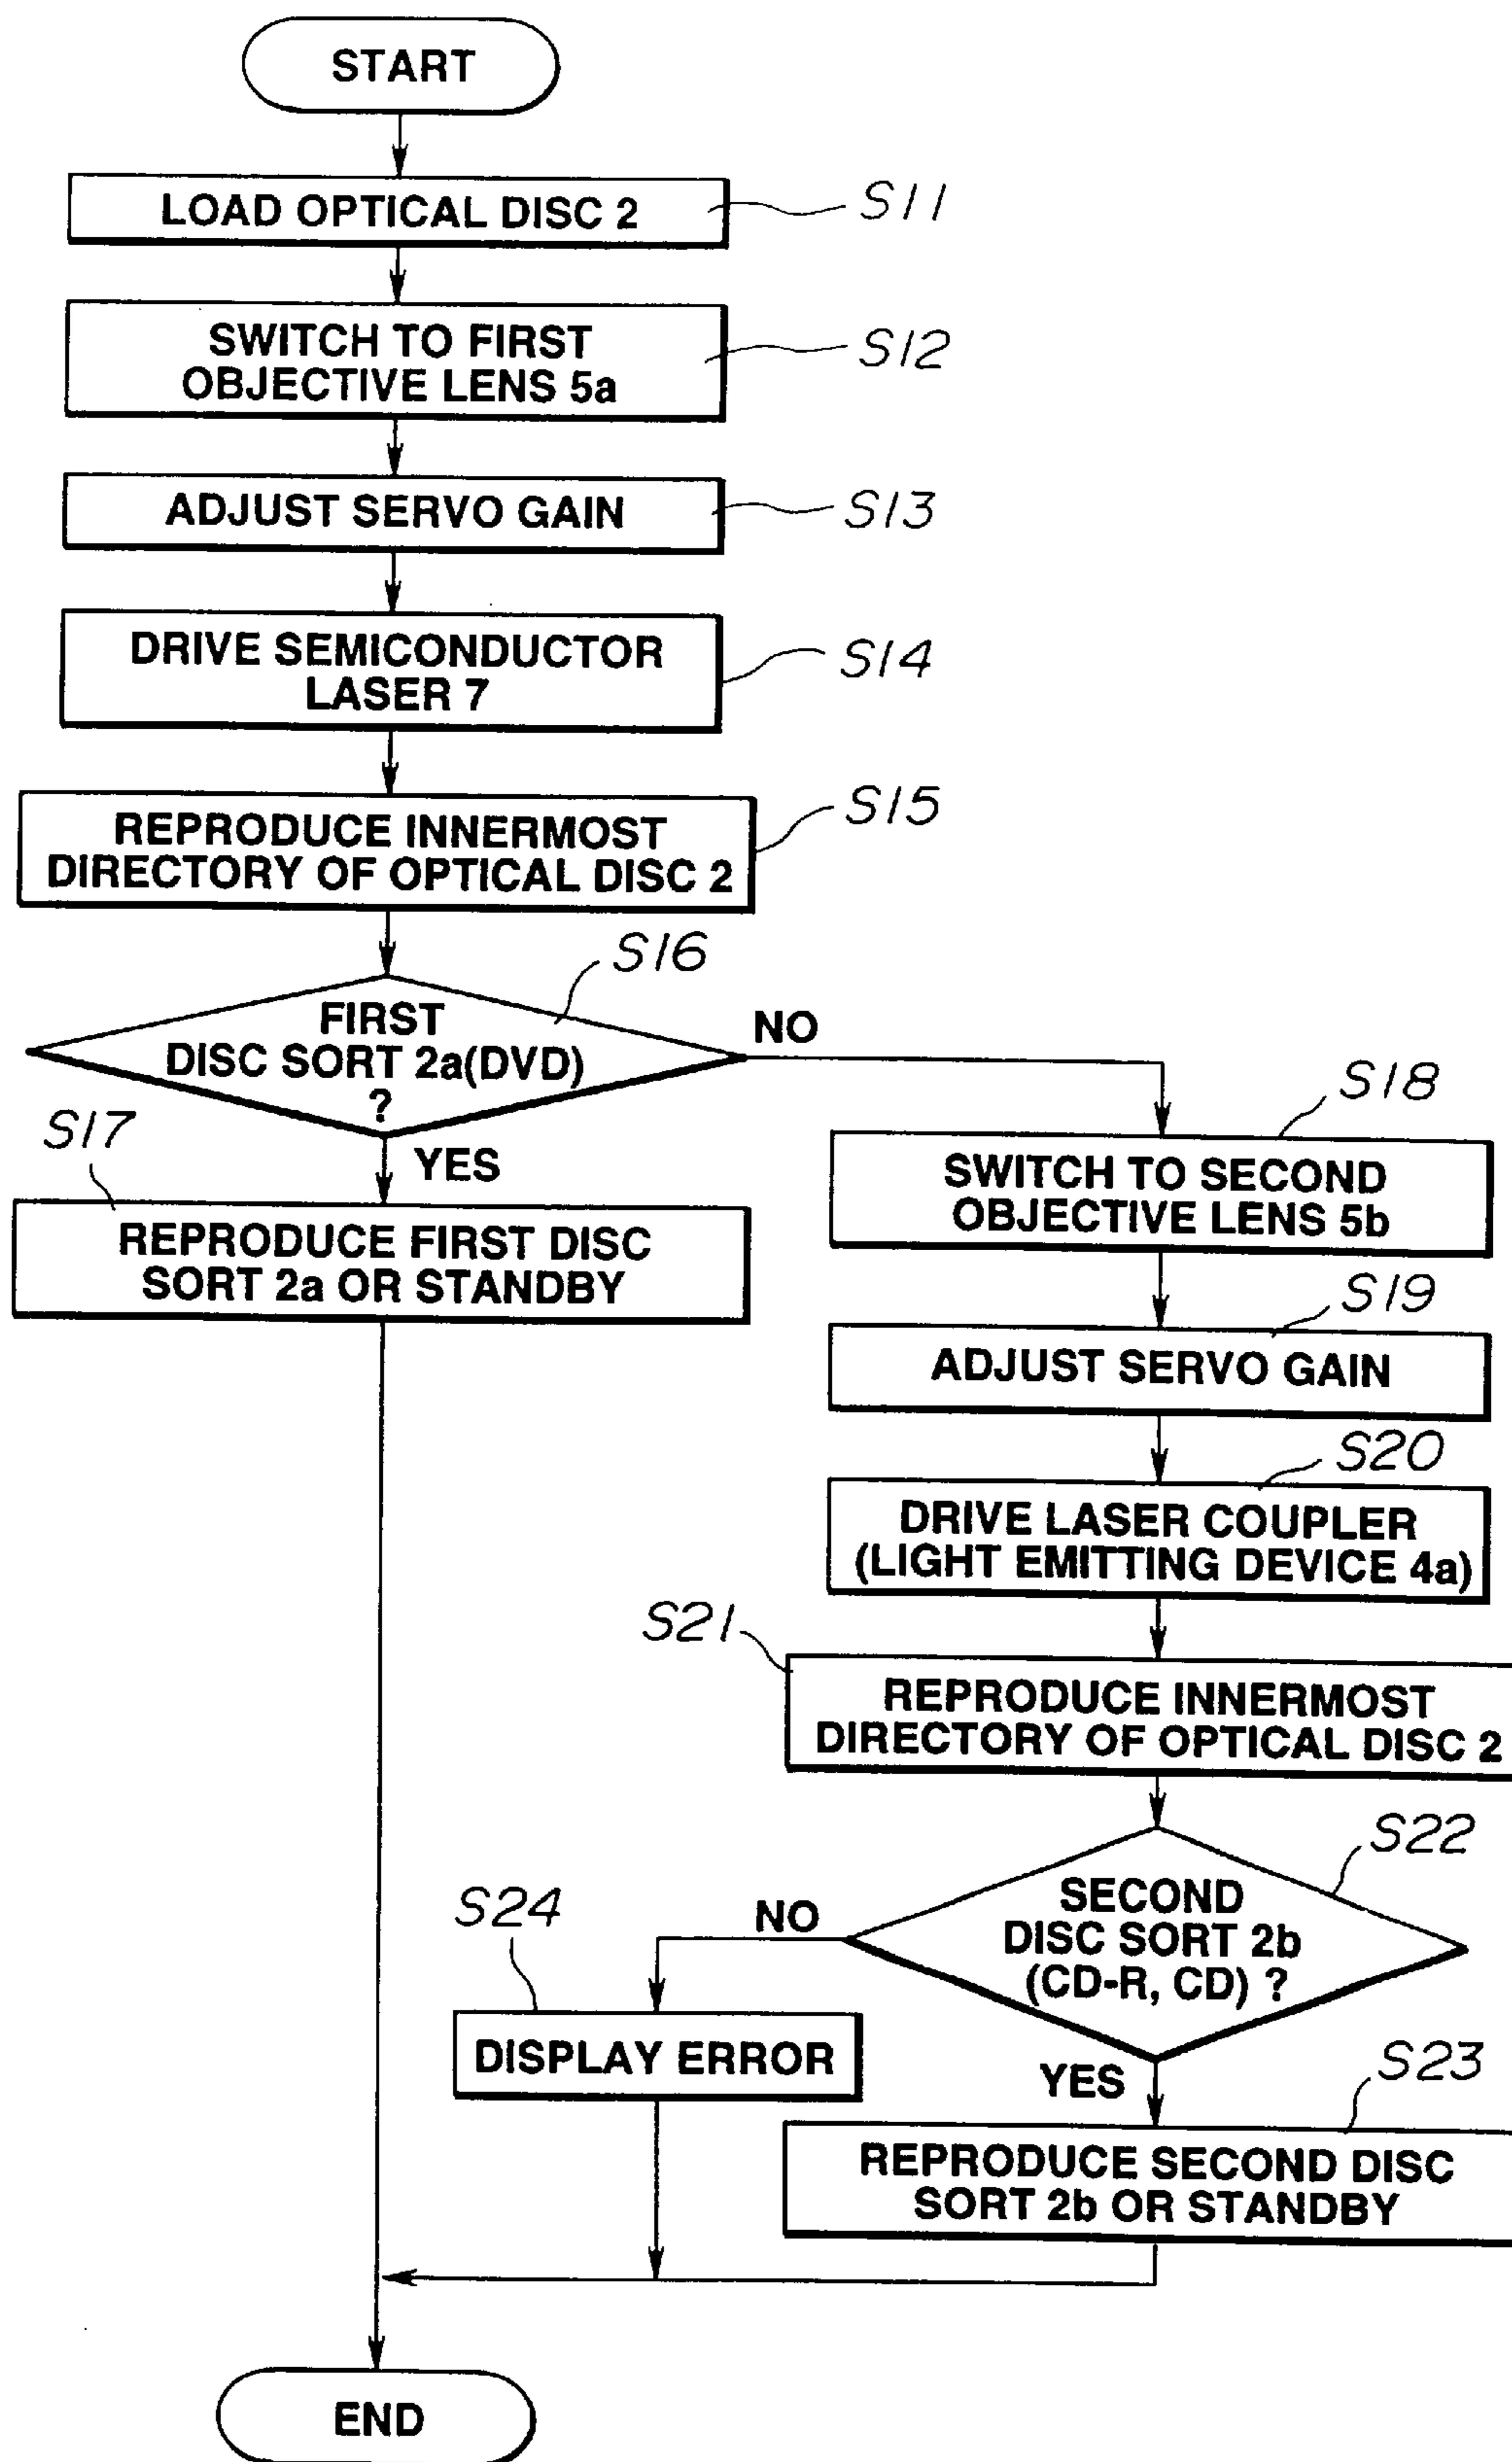 START
LOAD OPTICAL DISC 2
S11
SWITCH TO FIRST
OBJECTIVE LENS 5a
S12
ADJUST SERVO GAIN
S13
DRIVE SEMICONDUCTOR
LASER 7
S14
REPRODUCE INNERMOST
DIRECTORY OF OPTICAL DISC 2
S15
S16
FIRST
DISC SORT 2a(DVD)
?
NO
YES
S17
REPRODUCE FIRST DISC
SORT 2a OR STANDBY
S18
SWITCH TO SECOND
OBJECTIVE LENS 5b
S19
ADJUST SERVO GAIN
S20
DRIVE LASER COUPLER
(LIGHT EMITTING DEVICE 4a)
S21
REPRODUCE INNERMOST
DIRECTORY OF OPTICAL DISC 2
S22
SECOND
DISC SORT 2b
(CD-R, CD) ?
NO
S24
DISPLAY ERROR
YES
S23
REPRODUCE SECOND DISC
SORT 2b OR STANDBY
END